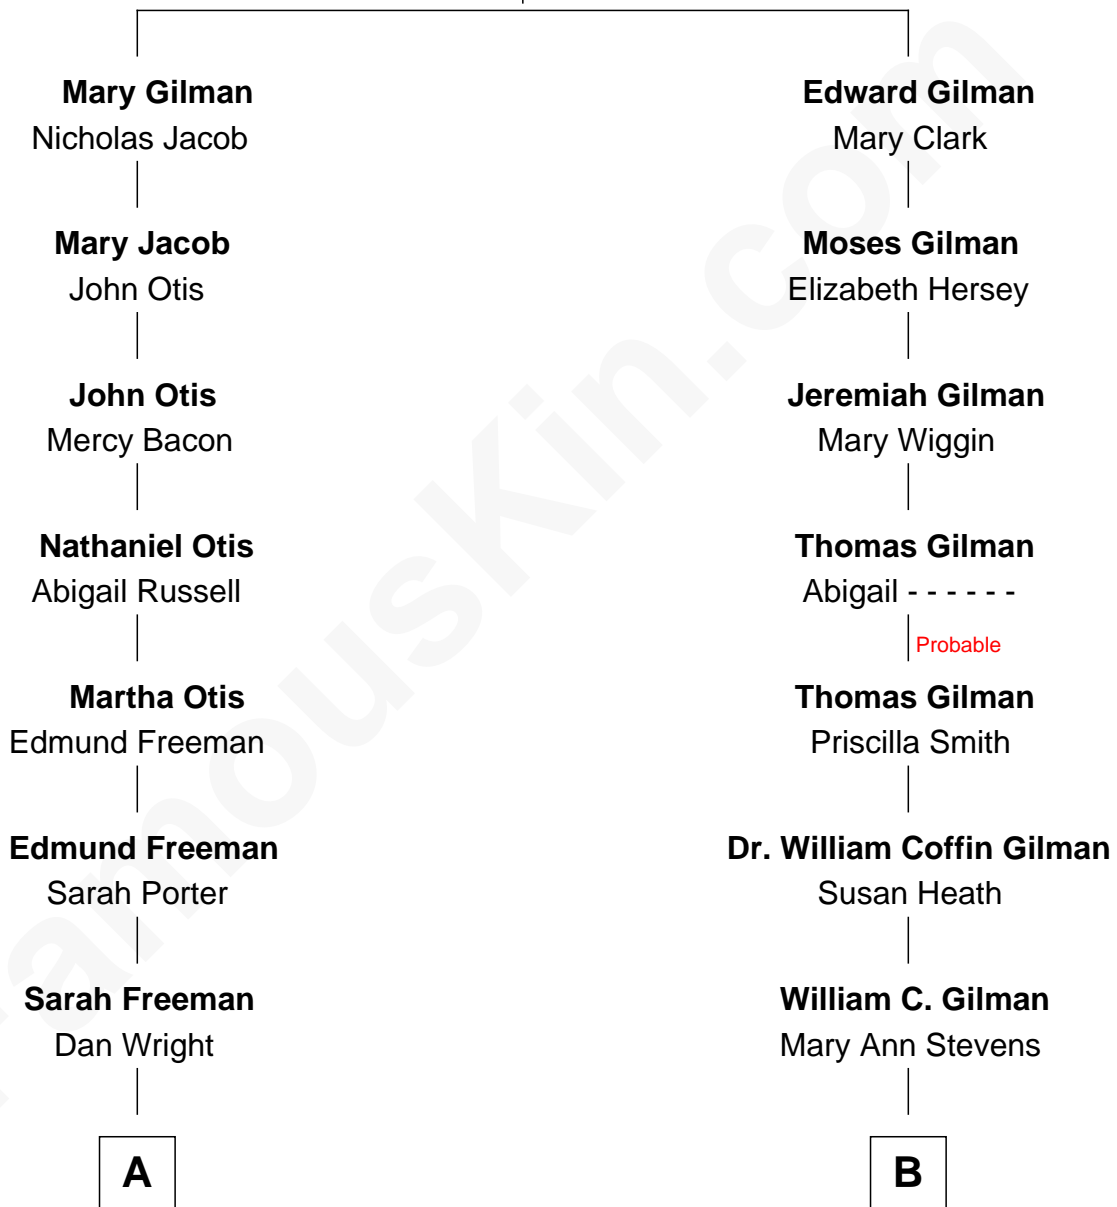 Mary Gilman
Nicholas Jacob
Mary Jacob
John Otis
John Otis
Mercy Bacon
Nathaniel Otis
Abigail Russell
Martha Otis
Edmund Freeman
Edmund Freeman
Sarah Porter
Sarah Freeman
Dan Wright
A
Edward Gilman
Mary Clark
Moses Gilman
Elizabeth Hersey
Jeremiah Gilman
Mary Wiggin
Thomas Gilman
Abigail - - - - - -
Probable
Thomas Gilman
Priscilla Smith
Dr. William Coffin Gilman
Susan Heath
William C. Gilman
Mary Ann Stevens
B
FamousKin.com